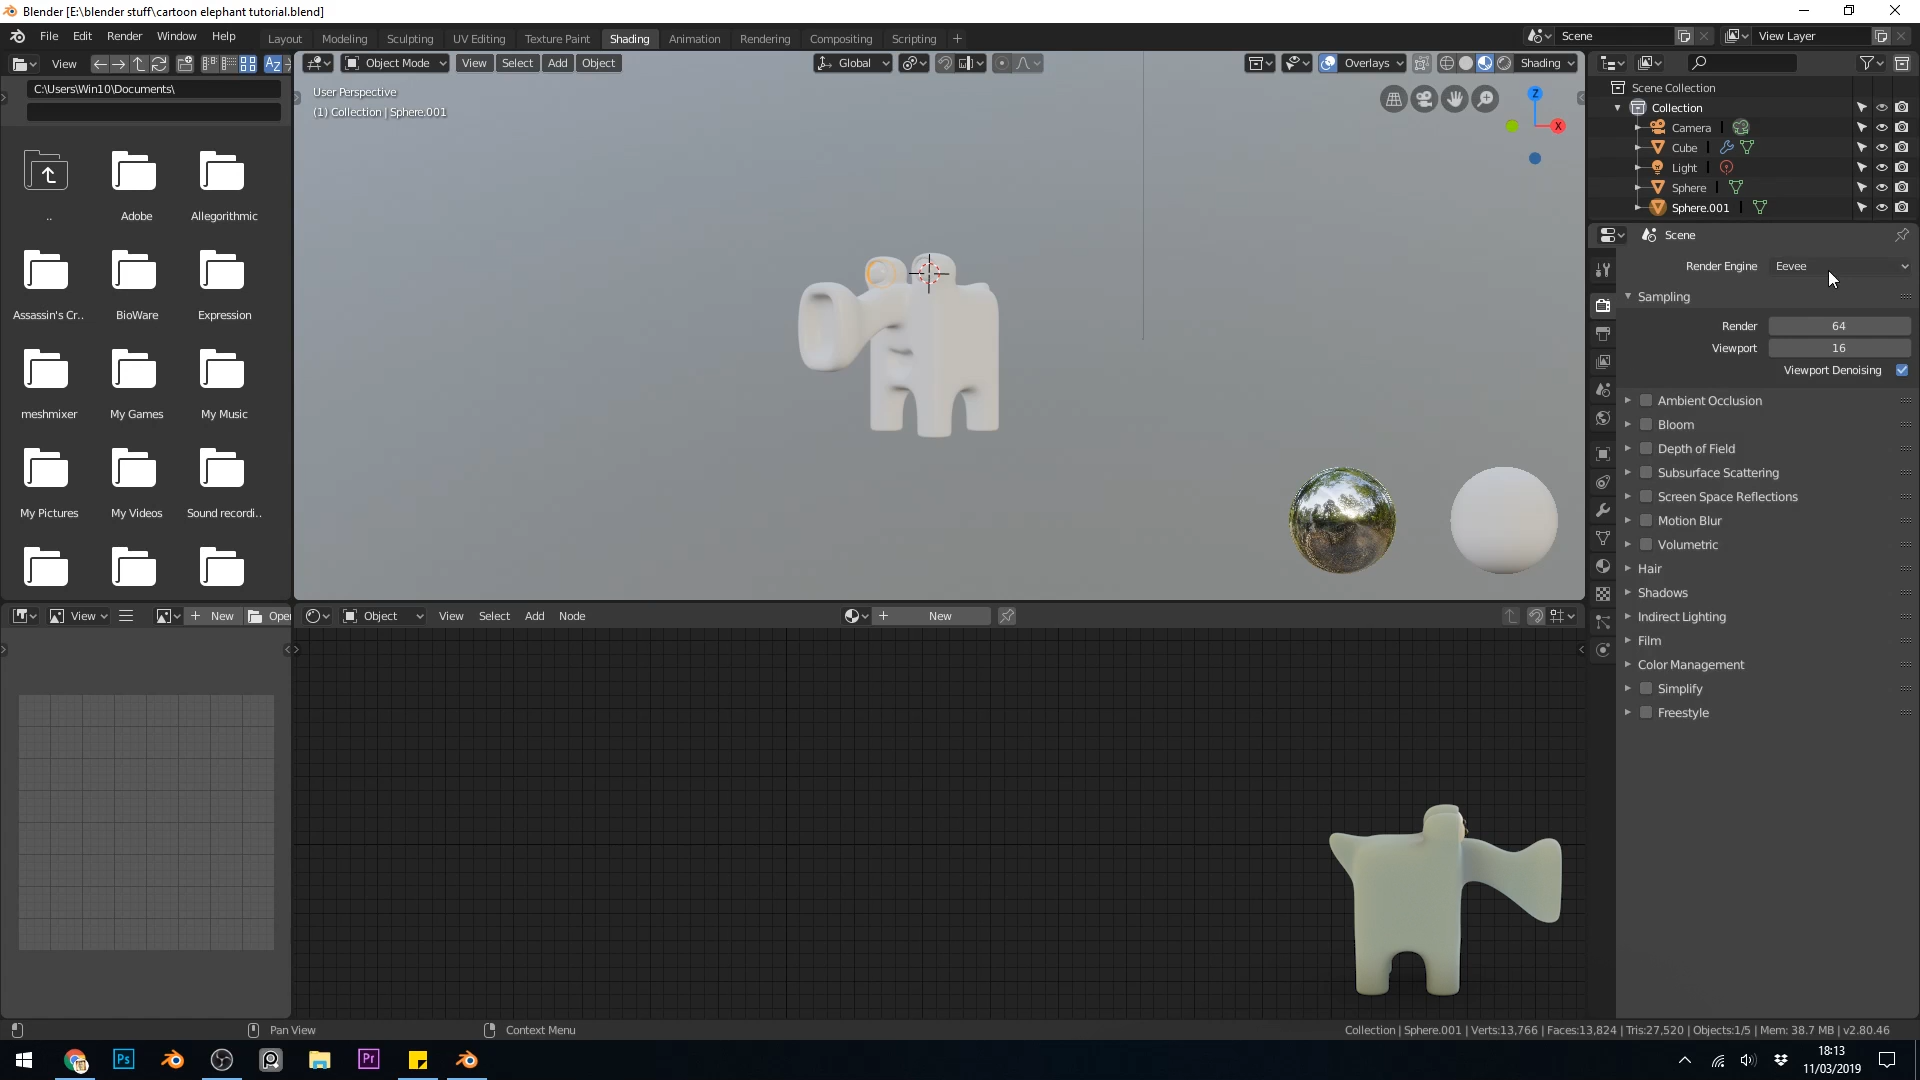 Blender [E:\blender stuff\cartoon elephant tutorial.blend]
File Edit Render Window Help Layout Modeling Sculpting UV Editing Texture Paint Shading Animation Rendering Compositing Scripting + Scene View Layer
View Az Object Mode View Select Add Object Global Overlays Shading
C:\Users\Win10\Documents\
User Perspective
(1) Collection | Sphere.001
Z
X
Scene Collection
Collection
Camera
Cube
Light
Sphere
Sphere.001
.. Adobe Allegorithmic
Assassin's Cr.. BioWare Expression
meshmixer My Games My Music
My Pictures My Videos Sound recordi..
Scene
Render Engine Eevee
Sampling
Render 64
Viewport 16
Viewport Denoising
Ambient Occlusion
Bloom
Depth of Field
Subsurface Scattering
Screen Space Reflections
Motion Blur
Volumetric
Hair
Shadows
Indirect Lighting
Film
Color Management
Simplify
Freestyle
View + New Ope Object View Select Add Node + New
Pan View Context Menu Collection | Sphere.001 | Verts:13,766 | Faces:13,824 | Tris:27,520 | Objects:1/5 | Mem: 38.7 MB | v2.80.46
Ps Pr
18:13
11/03/2019